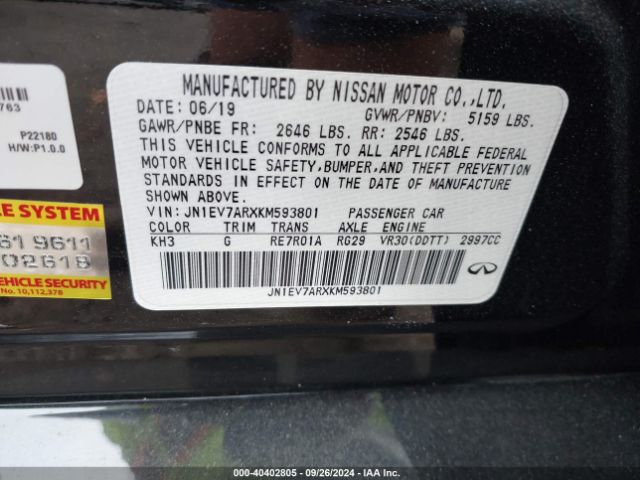 763
P22180
H/W:P1.0.0
LE SYSTEM
619611
02618
EHICLE SECURITY
No. 10,112,378
MANUFACTURED BY NISSAN MOTOR CO.,LTD.
DATE: 06/19 GVWR/PNBV: 5159 LBS.
GAWR/PNBE FR: 2646 LBS. RR: 2546 LBS.
THIS VEHICLE CONFORMS TO ALL APPLICABLE FEDERAL
MOTOR VEHICLE SAFETY,BUMPER,AND THEFT PREVENTION
STANDARDS IN EFFECT ON THE DATE OF MANUFACTURE
SHOWN ABOVE.
VIN: JN1EV7ARXKM593801 PASSENGER CAR
COLOR TRIM TRANS AXLE ENGINE
KH3 G RE7R01A RG29 VR30(DDTT) 2997CC
JN1EV7ARXKM593801
000-40402805 - 09/26/2024 - IAA Inc.